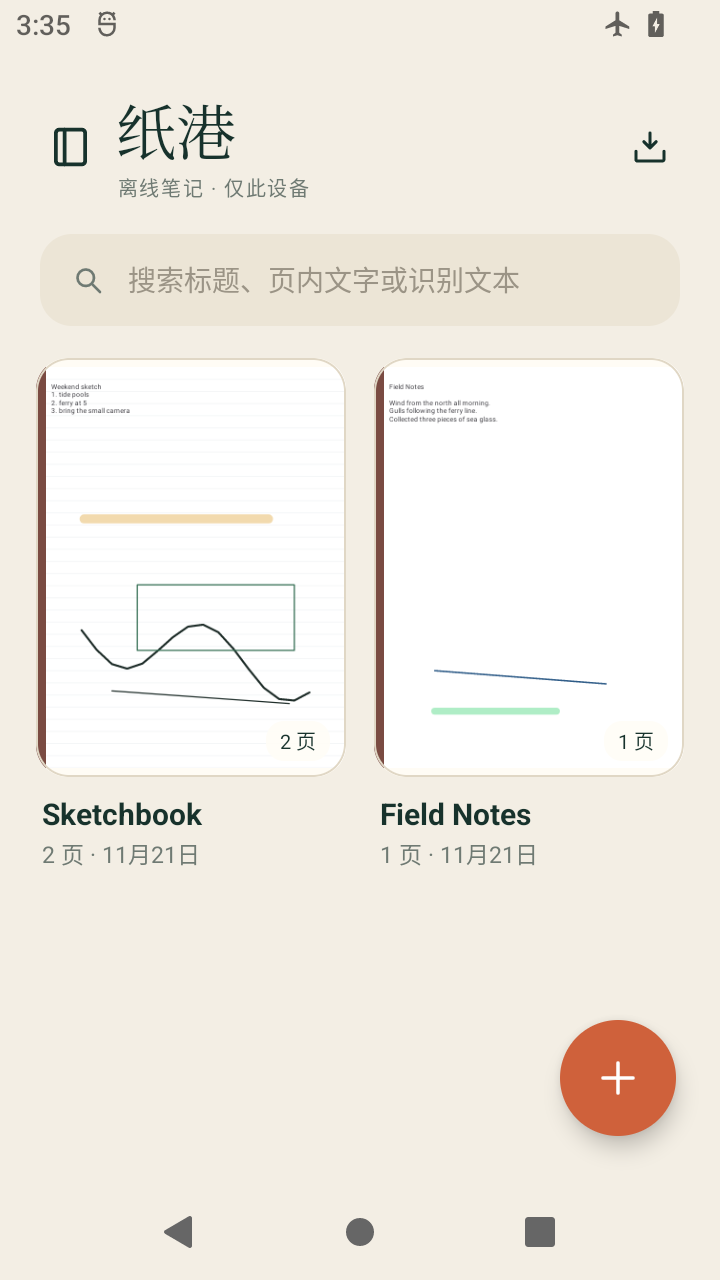 3:35
纸港
离线笔记 · 仅此设备
搜索标题、页内文字或识别文本
Weekend sketch
1. tide pools
2. ferry at 5
3. bring the small camera
2 页
Sketchbook
2 页 · 11月21日
Field Notes
Wind from the north all morning.
Gulls following the ferry line.
Collected three pieces of sea glass.
1 页
Field Notes
1 页 · 11月21日